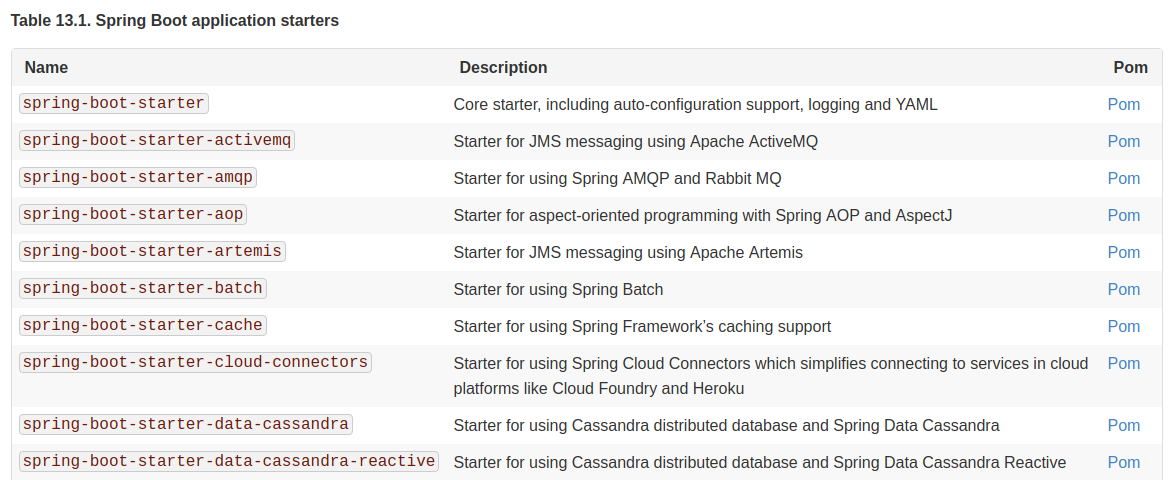 Table 13.1. Spring Boot application starters
Name Description Pom
spring-boot-starter Core starter, including auto-configuration support, logging and YAML Pom
spring-boot-starter-activemq Starter for JMS messaging using Apache ActiveMQ Pom
spring-boot-starter-amqp Starter for using Spring AMQP and Rabbit MQ Pom
spring-boot-starter-aop Starter for aspect-oriented programming with Spring AOP and AspectJ Pom
spring-boot-starter-artemis Starter for JMS messaging using Apache Artemis Pom
spring-boot-starter-batch Starter for using Spring Batch Pom
spring-boot-starter-cache Starter for using Spring Framework’s caching support Pom
spring-boot-starter-cloud-connectors Starter for using Spring Cloud Connectors which simplifies connecting to services in cloud Pom
platforms like Cloud Foundry and Heroku
spring-boot-starter-data-cassandra Starter for using Cassandra distributed database and Spring Data Cassandra Pom
spring-boot-starter-data-cassandra-reactive Starter for using Cassandra distributed database and Spring Data Cassandra Reactive Pom